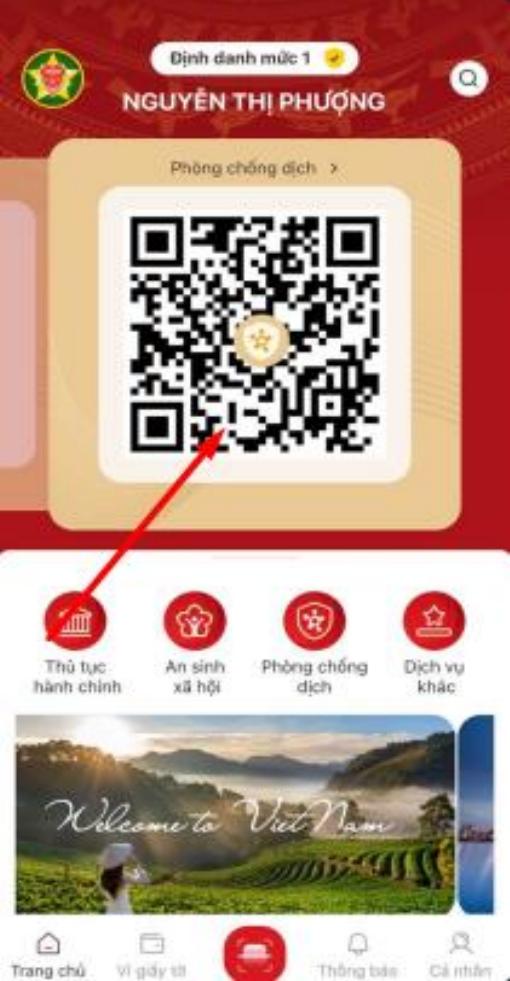 Định danh mức 1
NGUYỄN THỊ PHƯỢNG
Phòng chống dịch >
Thủ tục
hành chính
An sinh
xã hội
Phòng chống
dịch
Dịch vụ
khác
Welcome to Viet Nam
Trang chủ
Ví giấy tờ
Thông báo
Cá nhân